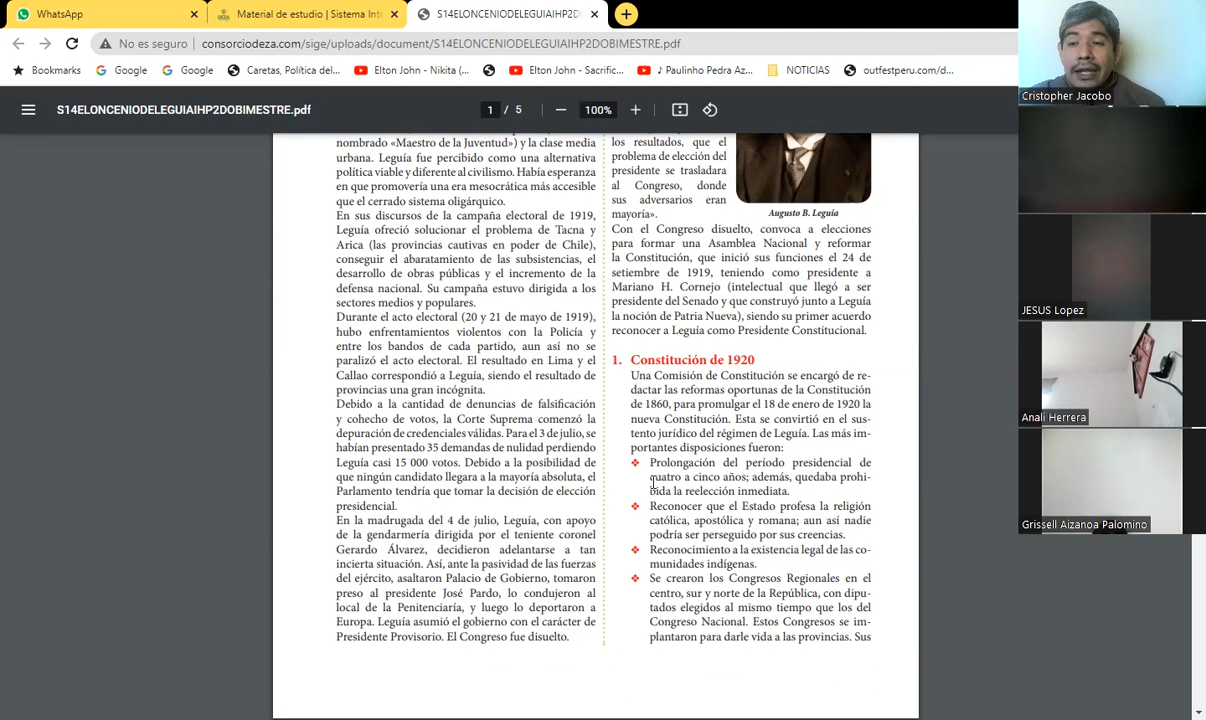 WhatsApp
Material de estudio | Sistema Int
S14ELONCENIODELEGUIAIHP2DO
No es seguro
consorciodeza.com/sige/uploads/document/S14ELONCENIODELEGUIAIHP2DOBIMESTRE.pdf
Bookmarks
Google
Google
Caretas, Política del...
Elton John - Nikita (...
Elton John - Sacrific...
♪ Paulinho Pedra Az...
NOTICIAS
outfestperu.com/d...
S14ELONCENIODELEGUIAIHP2DOBIMESTRE.pdf
1 / 5
100%
nombrado «Maestro de la Juventud») y la clase media
urbana. Leguía fue percibido como una alternativa
política viable y diferente al civilismo. Había esperanza
en que promovería una era mesocrática más accesible
que el cerrado sistema oligárquico.
En sus discursos de la campaña electoral de 1919,
Leguía ofreció solucionar el problema de Tacna y
Arica (las provincias cautivas en poder de Chile),
conseguir el abaratamiento de las subsistencias, el
desarrollo de obras públicas y el incremento de la
defensa nacional. Su campaña estuvo dirigida a los
sectores medios y populares.
Durante el acto electoral (20 y 21 de mayo de 1919),
hubo enfrentamientos violentos con la Policía y
entre los bandos de cada partido, aun así no se
paralizó el acto electoral. El resultado en Lima y el
Callao correspondió a Leguía, siendo el resultado de
provincias una gran incógnita.
Debido a la cantidad de denuncias de falsificación
y cohecho de votos, la Corte Suprema comenzó la
depuración de credenciales válidas. Para el 3 de julio, se
habían presentado 35 demandas de nulidad perdiendo
Leguía casi 15 000 votos. Debido a la posibilidad de
que ningún candidato llegara a la mayoría absoluta, el
Parlamento tendría que tomar la decisión de elección
presidencial.
En la madrugada del 4 de julio, Leguía, con apoyo
de la gendarmería dirigida por el teniente coronel
Gerardo Álvarez, decidieron adelantarse a tan
incierta situación. Así, ante la pasividad de las fuerzas
del ejército, asaltaron Palacio de Gobierno, tomaron
preso al presidente José Pardo, lo condujeron al
local de la Penitenciaría, y luego lo deportaron a
Europa. Leguía asumió el gobierno con el carácter de
Presidente Provisorio. El Congreso fue disuelto.
los resultados, que el
problema de elección del
presidente se trasladara
al Congreso, donde
sus adversarios eran
mayoría».
Augusto B. Leguía
Con el Congreso disuelto, convoca a elecciones
para formar una Asamblea Nacional y reformar
la Constitución, que inició sus funciones el 24 de
setiembre de 1919, teniendo como presidente a
Mariano H. Cornejo (intelectual que llegó a ser
presidente del Senado y que construyó junto a Leguía
la noción de Patria Nueva), siendo su primer acuerdo
reconocer a Leguía como Presidente Constitucional.
1. Constitución de 1920
Una Comisión de Constitución se encargó de re-
dactar las reformas oportunas de la Constitución
de 1860, para promulgar el 18 de enero de 1920 la
nueva Constitución. Esta se convirtió en el sus-
tento jurídico del régimen de Leguía. Las más im-
portantes disposiciones fueron:
❖ Prolongación del período presidencial de
cuatro a cinco años; además, quedaba prohi-
bida la reelección inmediata.
❖ Reconocer que el Estado profesa la religión
católica, apostólica y romana; aun así nadie
podría ser perseguido por sus creencias.
❖ Reconocimiento a la existencia legal de las co-
munidades indígenas.
❖ Se crearon los Congresos Regionales en el
centro, sur y norte de la República, con dipu-
tados elegidos al mismo tiempo que los del
Congreso Nacional. Estos Congresos se im-
plantaron para darle vida a las provincias. Sus
Cristopher Jacobo
JESUS Lopez
Anali Herrera
Grissell Aizanoa Palomino